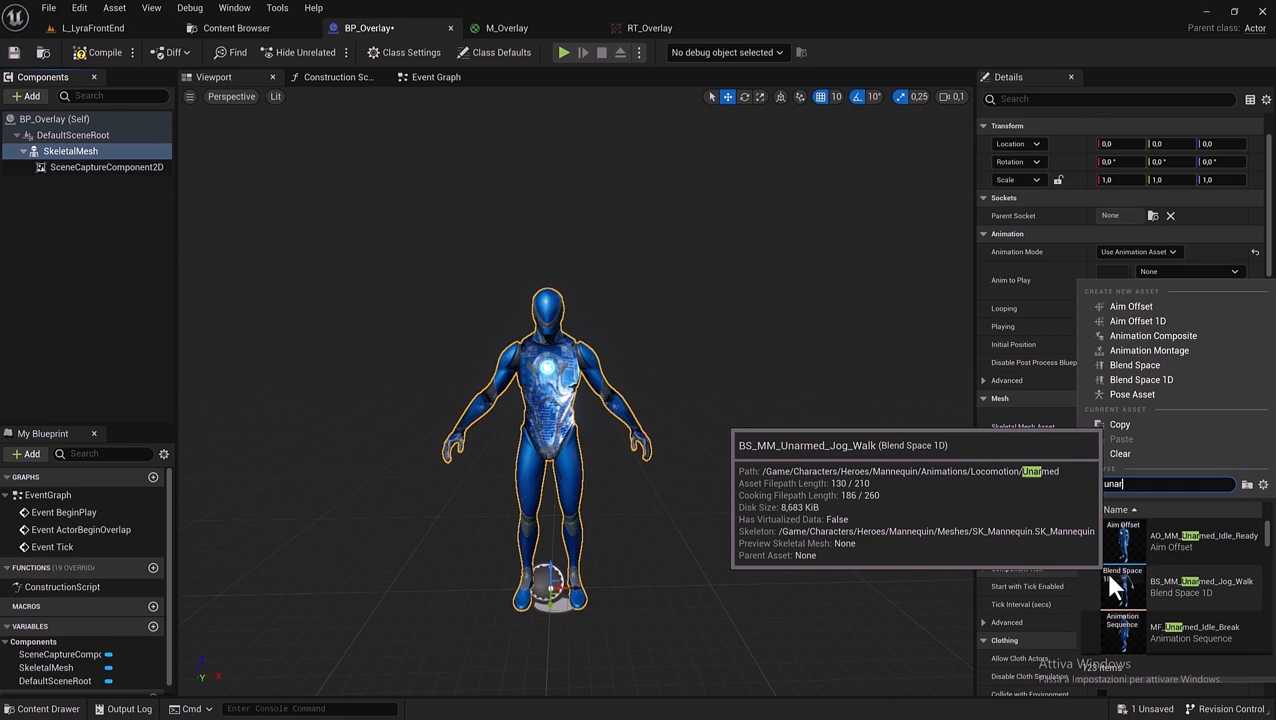 File
Edit
Asset
View
Debug
Window
Tools
Help
L_LyraFrontEnd
Content Browser
BP_Overlay•
M_Overlay
RT_Overlay
Parent class: Actor
Compile
Diff
Find
Hide Unrelated
Class Settings
Class Defaults
No debug object selected
Components
Add
Search
BP_Overlay (Self)
DefaultSceneRoot
SkeletalMesh
SceneCaptureComponent2D
Viewport
Construction Sc...
Event Graph
Perspective
Lit
10
10°
0,25
0,1
Details
Search
Transform
Location
0,0
0,0
0,0
Rotation
0,0 °
0,0 °
0,0 °
Scale
1,0
1,0
1,0
Sockets
Parent Socket
None
Animation
Animation Mode
Use Animation Asset
Anim to Play
None
Looping
Playing
Initial Position
Disable Post Process Bluep
Advanced
Mesh
Start with Tick Enabled
Tick Interval (secs)
Advanced
Clothing
Allow Cloth Actors
Disable Cloth Simulation
CREATE NEW ASSET
Aim Offset
Aim Offset 1D
Animation Composite
Animation Montage
Blend Space
Blend Space 1D
Pose Asset
CURRENT ASSET
Copy
Paste
Clear
unar
Name
Aim Offset
AO_MM_Unarmed_Idle_Ready
Aim Offset
Blend Space
BS_MM_Unarmed_Jog_Walk
Blend Space 1D
Animation
Sequence
MF_Unarmed_Idle_Break
Animation Sequence
BS_MM_Unarmed_Jog_Walk (Blend Space 1D)
Path: /Game/Characters/Heroes/Mannequin/Animations/Locomotion/Unarmed
Asset Filepath Length: 130 / 210
Cooking Filepath Length: 186 / 260
Disk Size: 8,683 KiB
Has Virtualized Data: False
Skeleton: /Game/Characters/Heroes/Mannequin/Meshes/SK_Mannequin.SK_Mannequin
Preview Skeletal Mesh: None
Parent Asset: None
My Blueprint
Add
Search
GRAPHS
EventGraph
Event BeginPlay
Event ActorBeginOverlap
Event Tick
FUNCTIONS (19 OVERRID
ConstructionScript
MACROS
VARIABLES
Components
SceneCaptureCompc
SkeletalMesh
DefaultSceneRoot
Z
Y
X
Attiva Windows
Content Drawer
Output Log
Cmd
Enter Console Command
1 Unsaved
Revision Control